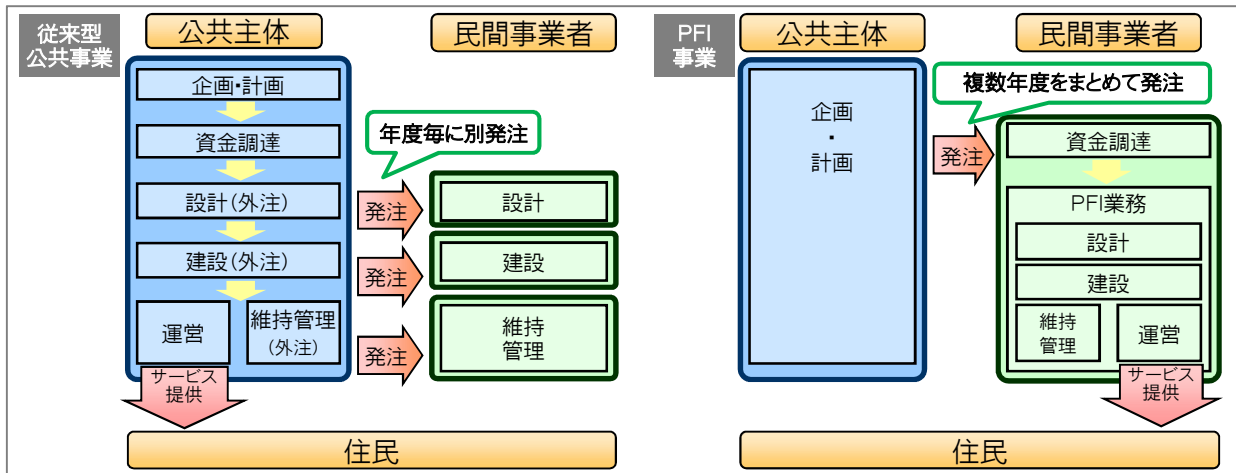 従来型
公共事業
公共主体
民間事業者
企画・計画
資金調達
設計(外注)
建設(外注)
運営
維持管理
(外注)
年度毎に別発注
発注
設計
発注
建設
発注
維持
管理
サービス
提供
住民
PFI
事業
公共主体
民間事業者
企画
・
計画
複数年度をまとめて発注
発注
資金調達
PFI業務
設計
建設
維持
管理
運営
サービス
提供
住民